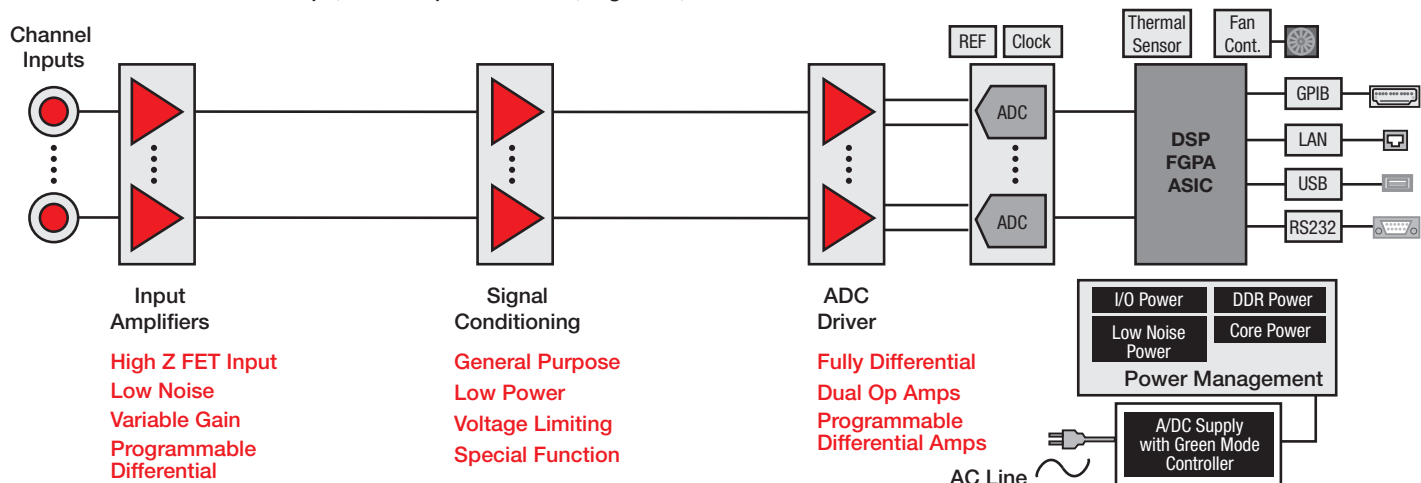 Channel
Inputs
REF
Clock
Thermal
Sensor
Fan
Cont.
ADC
ADC
DSP
FGPA
ASIC
GPIB
LAN
USB
RS232
Input
Amplifiers
High Z FET Input
Low Noise
Variable Gain
Programmable
Differential
Signal
Conditioning
General Purpose
Low Power
Voltage Limiting
Special Function
ADC
Driver
Fully Differential
Dual Op Amps
Programmable
Differential Amps
I/O Power
DDR Power
Low Noise
Power
Core Power
Power Management
A/DC Supply
with Green Mode
Controller
AC Line